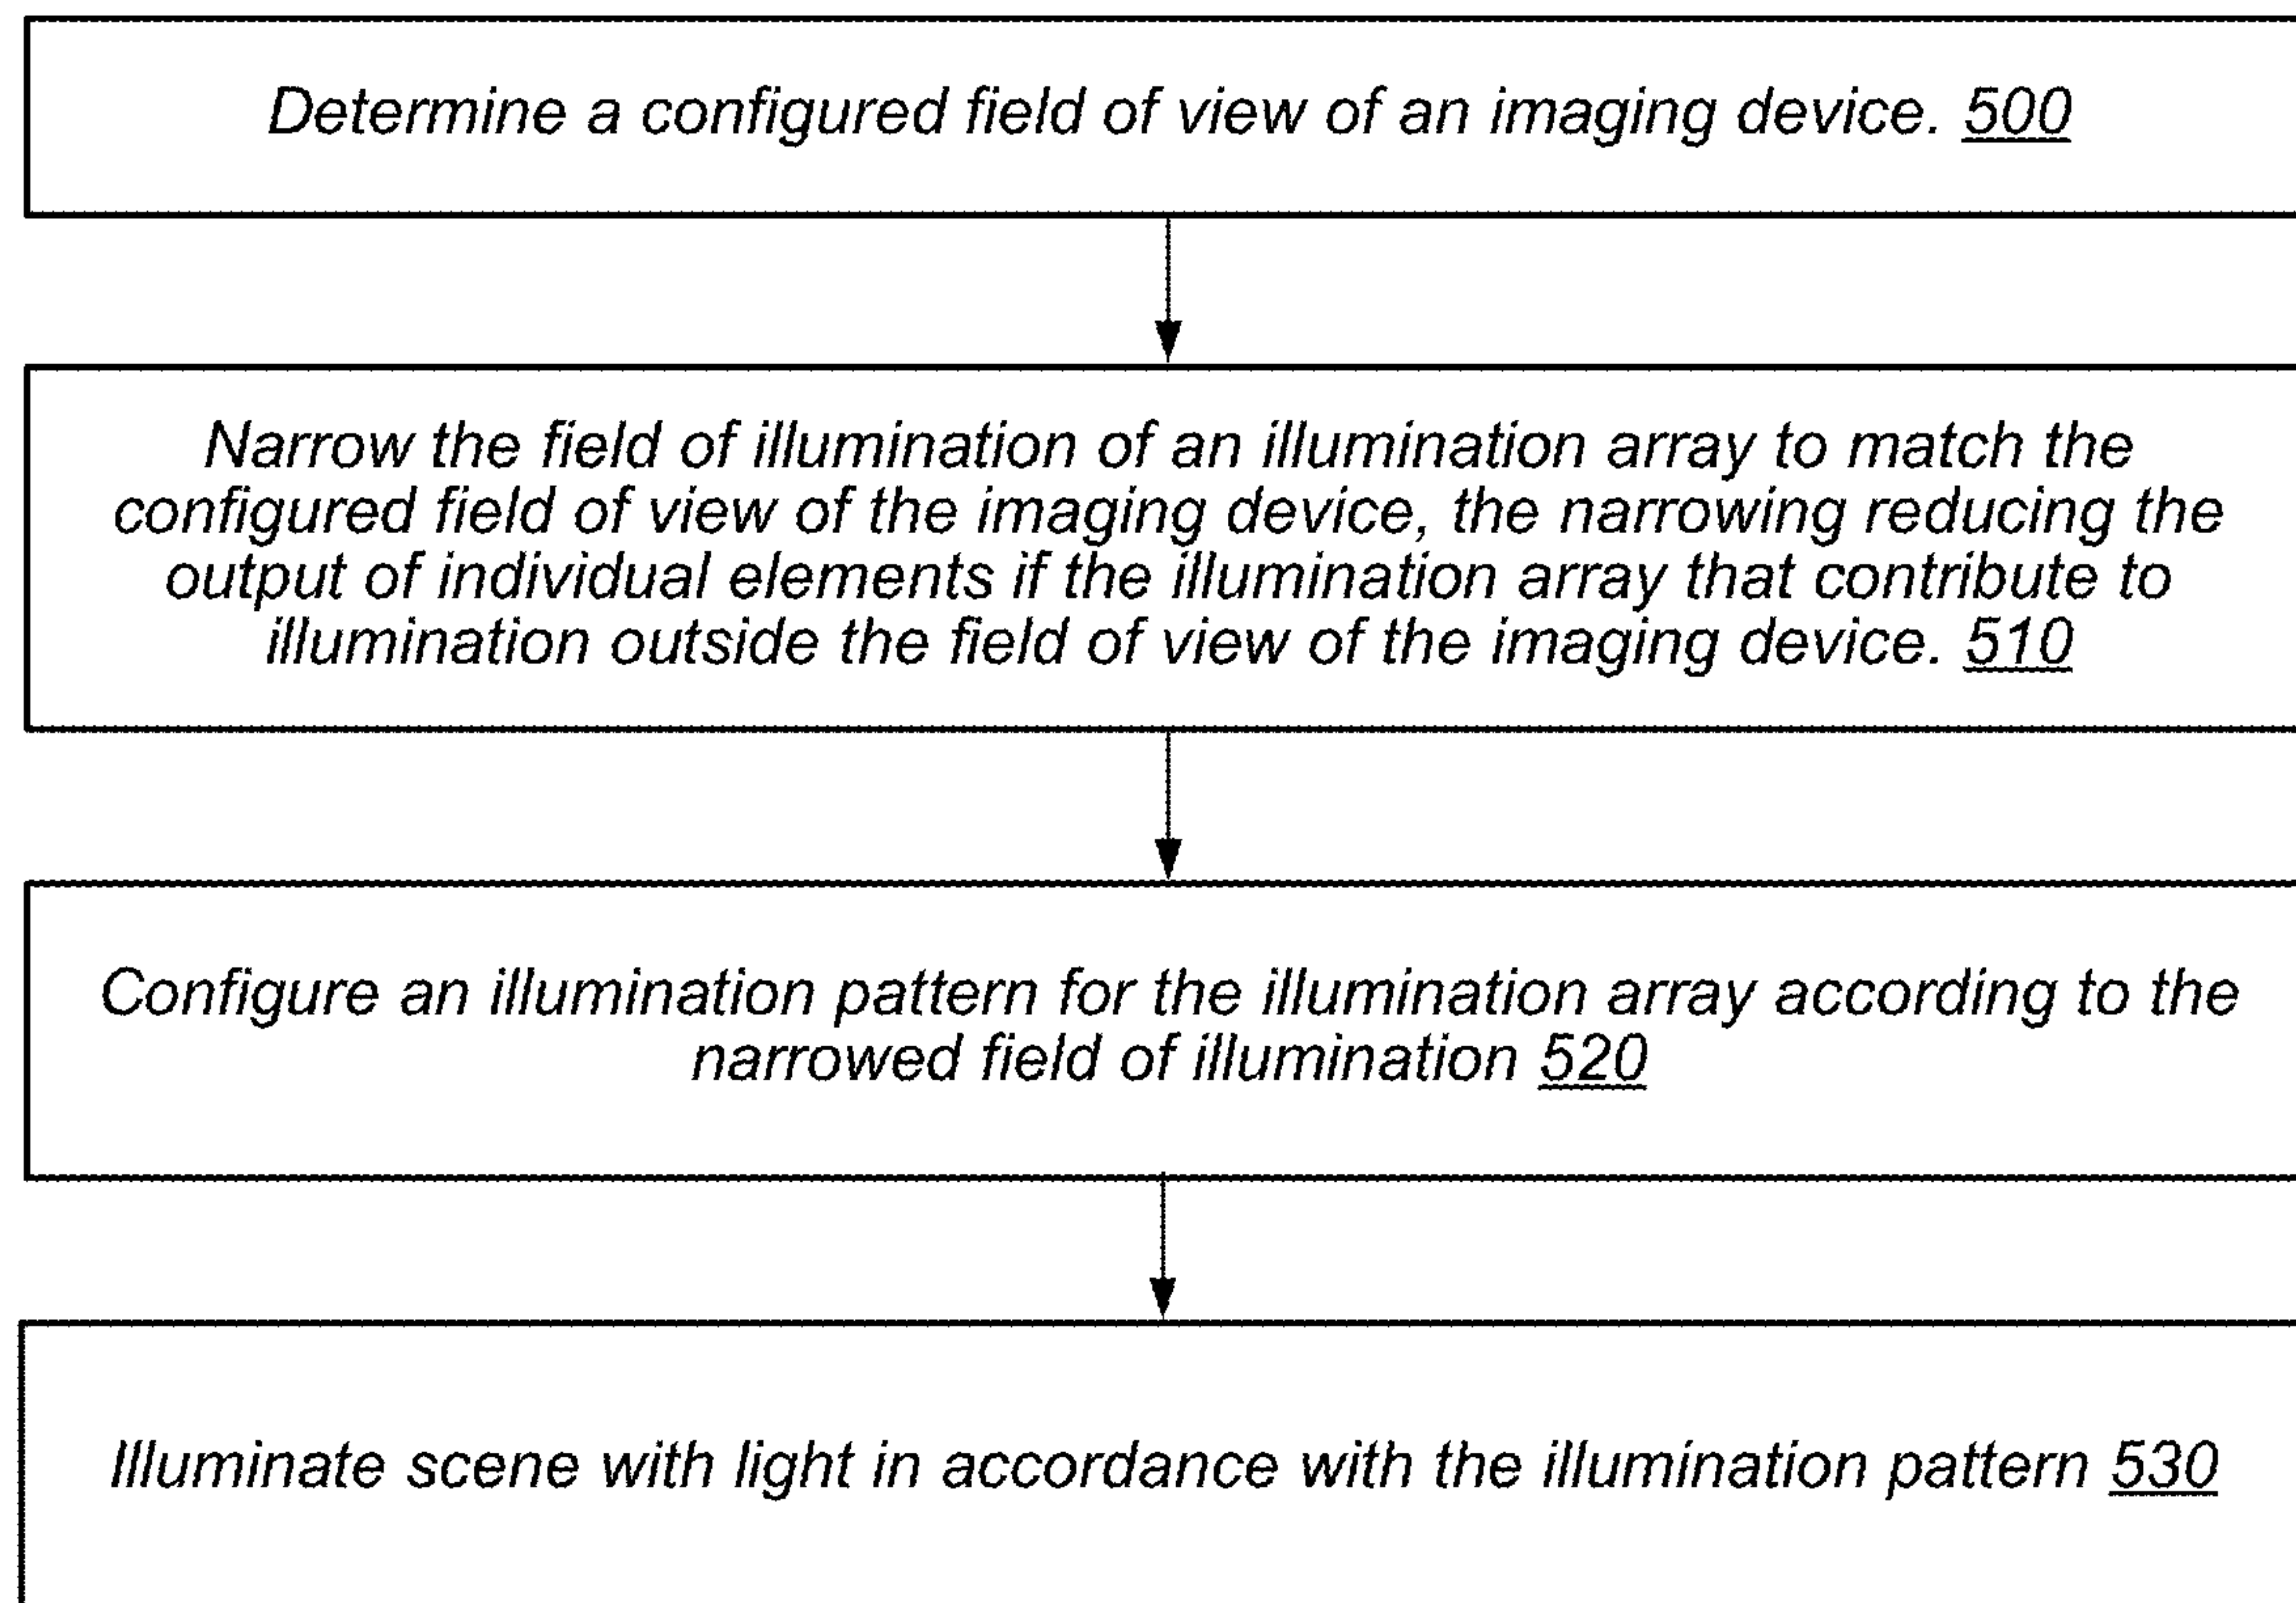 Determine a configured field of view of an imaging device. 500
Narrow the field of illumination of an illumination array to match the
configured field of view of the imaging device, the narrowing reducing the
output of individual elements if the illumination array that contribute to
illumination outside the field of view of the imaging device. 510
Configure an illumination pattern for the illumination array according to the
narrowed field of illumination 520
Illuminate scene with light in accordance with the illumination pattern 530